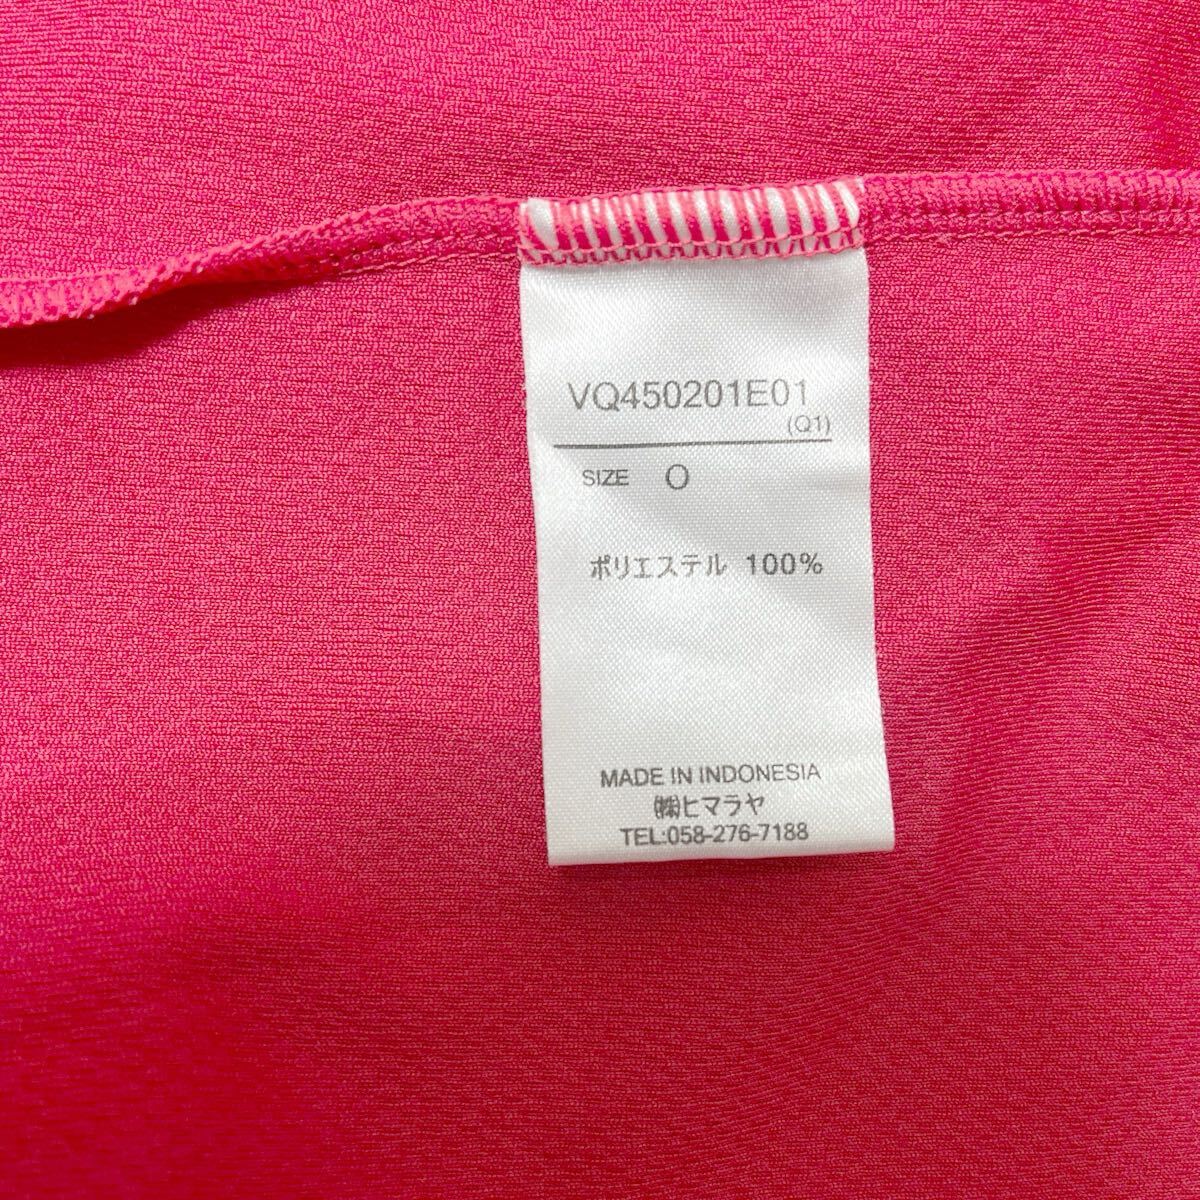 VQ450201E01
(Q1)
SIZE O
ポリエステル 100%
MADE IN INDONESIA
㈱ヒマラヤ
TEL:058-276-7188